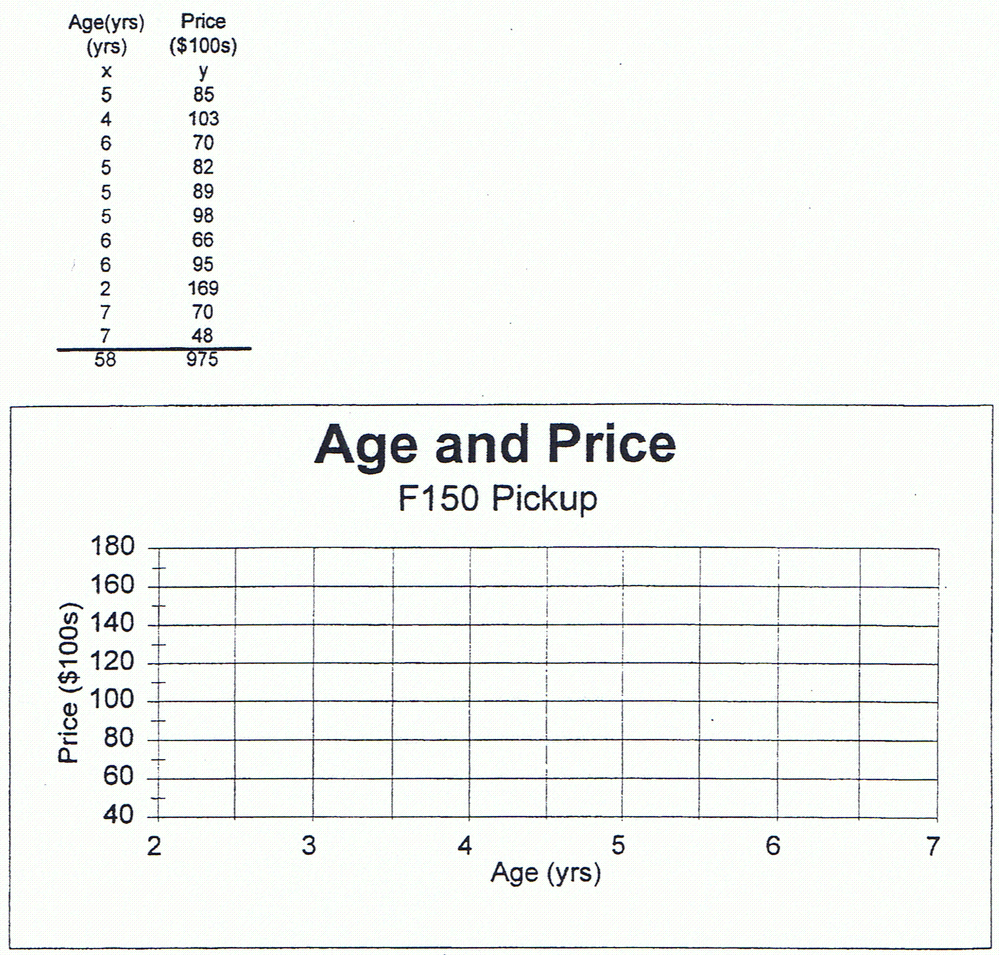 Age(yrs) Price
(yrs) ($100s)
x y
5 85
4 103
6 70
5 82
5 89
5 98
6 66
6 95
2 169
7 70
7 48
58 975
Age and Price
F150 Pickup
180
160
140
120
100
80
60
40
Price ($100s)
2 3 4 5 6 7
Age (yrs)